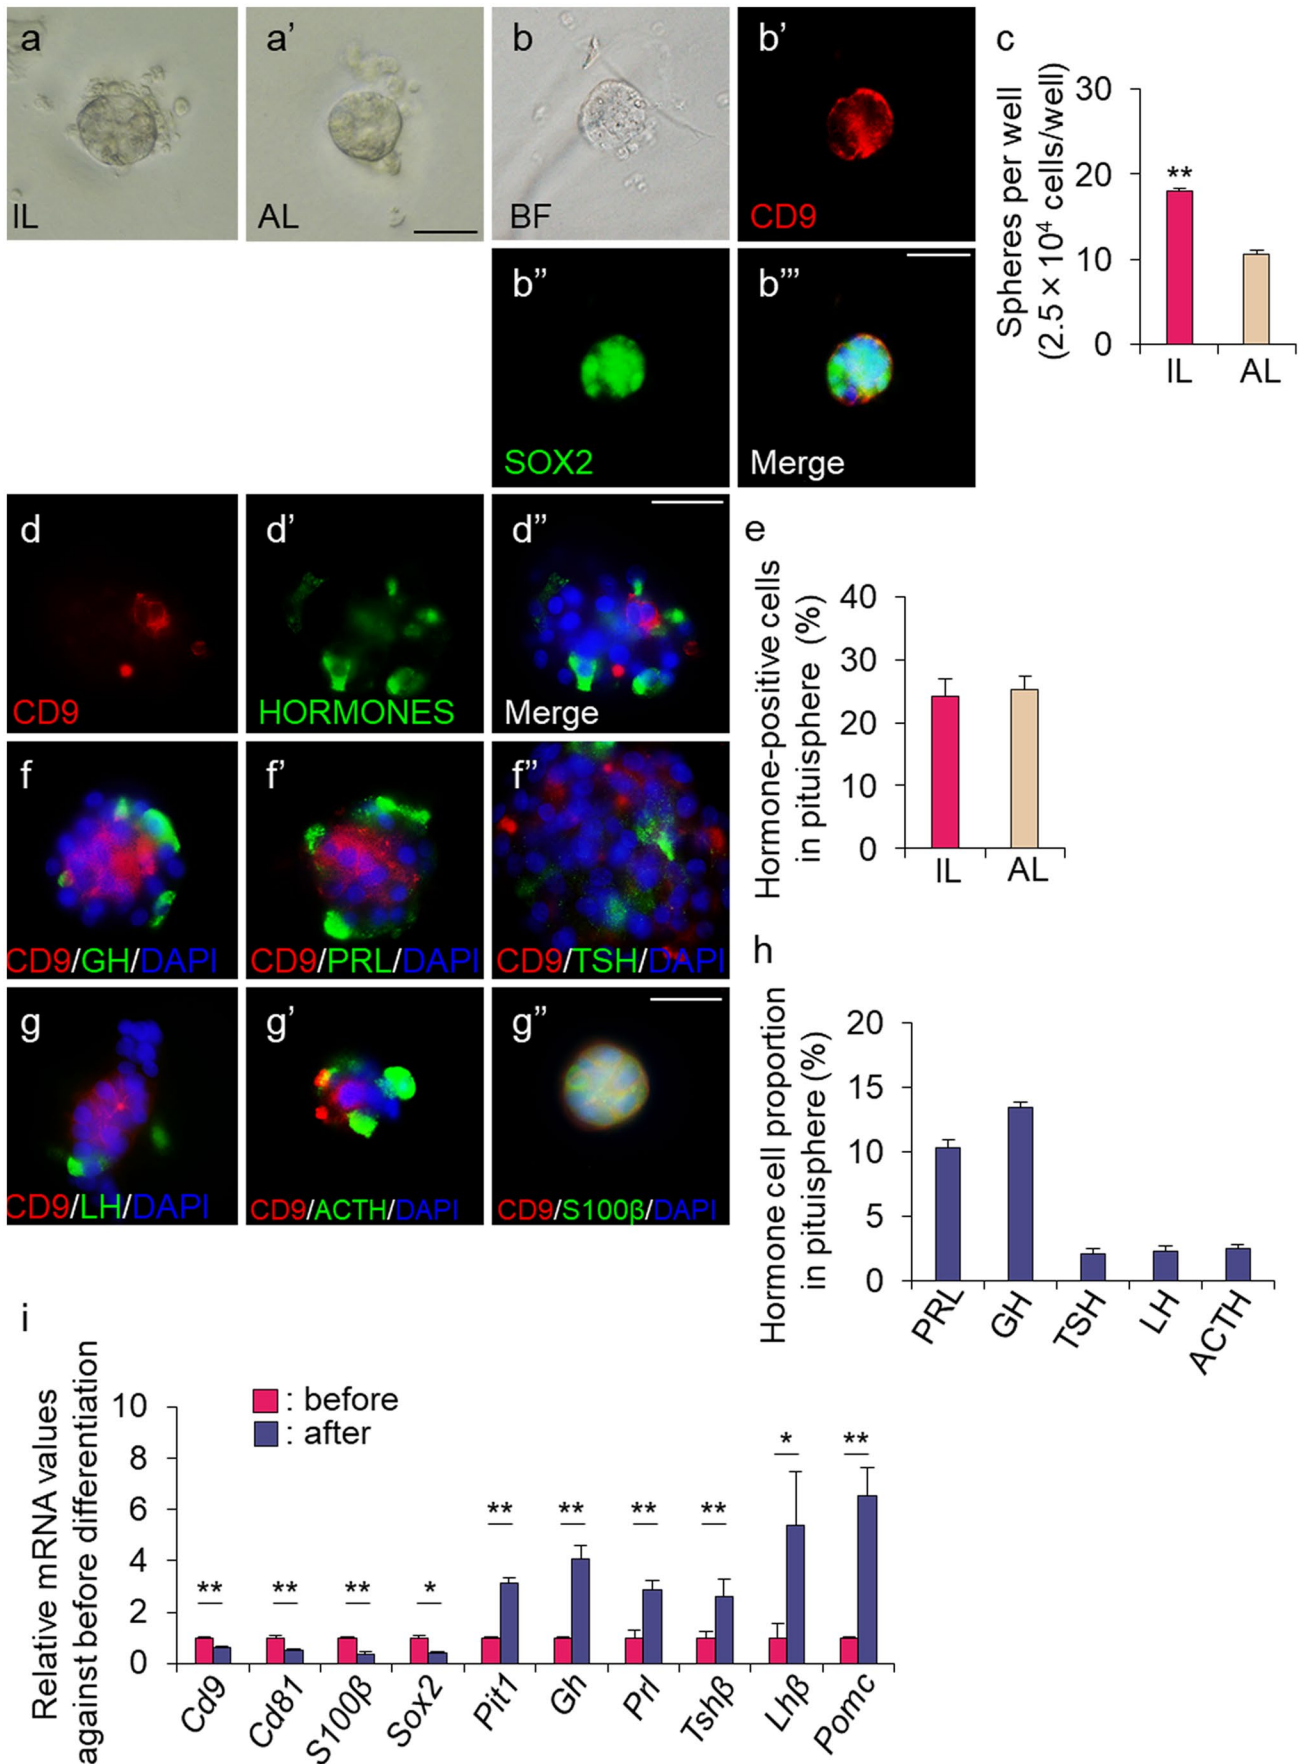 a
IL
a'
AL
b
BF
b'
CD9
c
Spheres per well
(2.5 × 10⁴ cells/well)
30
20
10
0
**
IL
AL
b''
SOX2
b'''
Merge
d
CD9
d'
HORMONES
d''
Merge
e
Hormone-positive cells
in pituisphere (%)
40
30
20
10
0
IL
AL
f
CD9/GH/DAPI
f'
CD9/PRL/DAPI
f''
CD9/TSH/DAPI
g
CD9/LH/DAPI
g'
CD9/ACTH/DAPI
g''
CD9/S100β/DAPI
h
Hormone cell proportion
in pituisphere (%)
20
15
10
5
0
PRL
GH
TSH
LH
ACTH
i
Relative mRNA values
against before differentiation
10
8
6
4
2
0
: before
: after
** ** ** * ** ** ** ** * **
Cd9
Cd81
S100β
Sox2
Pit1
Gh
Prl
Tshβ
Lhβ
Pomc